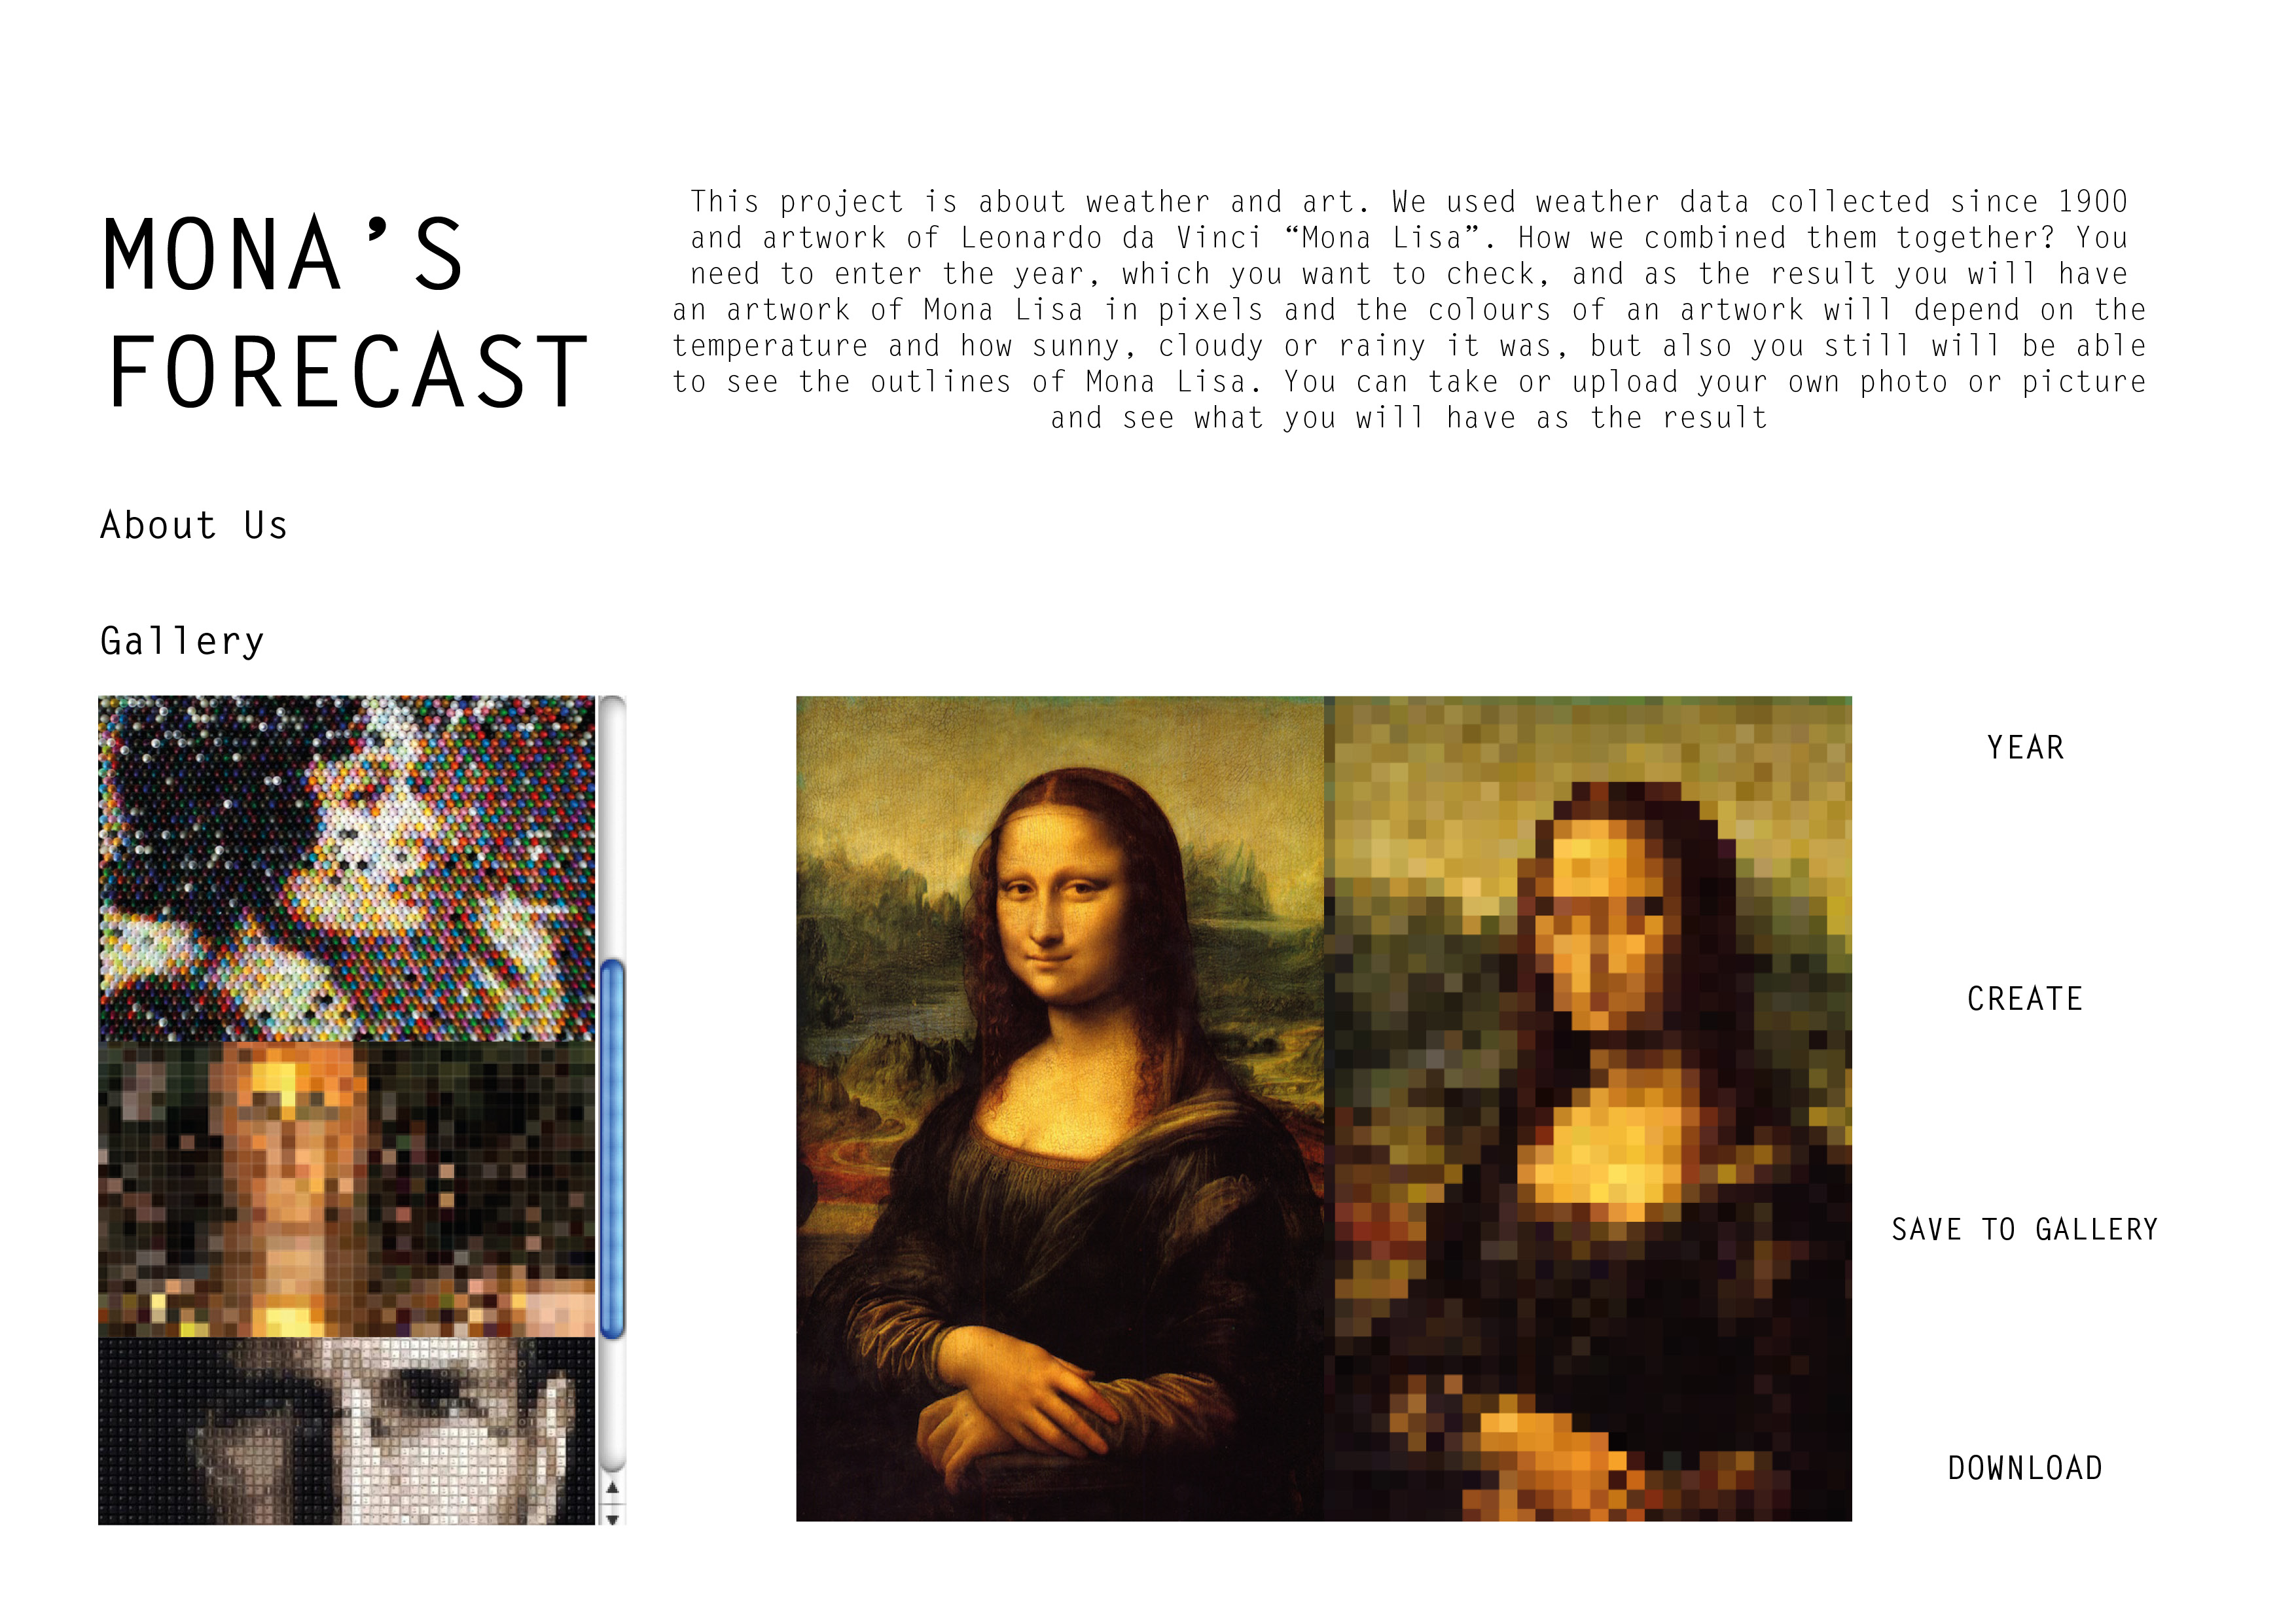 MONA’S
FORECAST
This project is about weather and art. We used weather data collected since 1900
and artwork of Leonardo da Vinci “Mona Lisa”. How we combined them together? You
need to enter the year, which you want to check, and as the result you will have
an artwork of Mona Lisa in pixels and the colours of an artwork will depend on the
temperature and how sunny, cloudy or rainy it was, but also you still will be able
to see the outlines of Mona Lisa. You can take or upload your own photo or picture
and see what you will have as the result
About Us
Gallery
YEAR
CREATE
SAVE TO GALLERY
DOWNLOAD